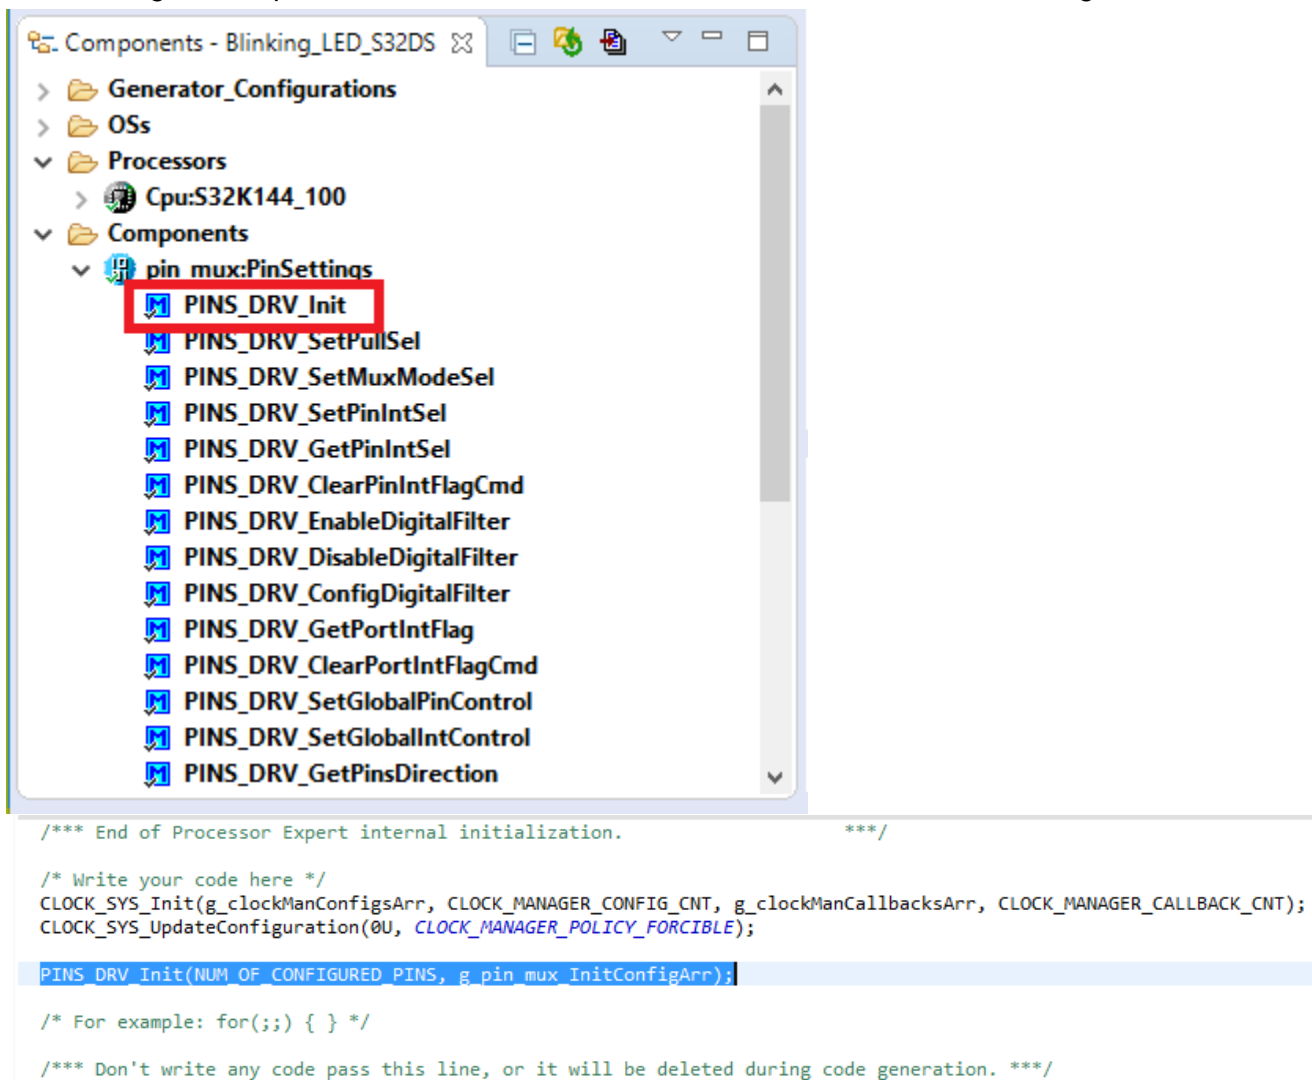 Components - Blinking_LED_S32DS
Generator_Configurations
OSs
Processors
Cpu:S32K144_100
Components
pin_mux:PinSettings
PINS_DRV_Init
PINS_DRV_SetPullSel
PINS_DRV_SetMuxModeSel
PINS_DRV_SetPinIntSel
PINS_DRV_GetPinIntSel
PINS_DRV_ClearPinIntFlagCmd
PINS_DRV_EnableDigitalFilter
PINS_DRV_DisableDigitalFilter
PINS_DRV_ConfigDigitalFilter
PINS_DRV_GetPortIntFlag
PINS_DRV_ClearPortIntFlagCmd
PINS_DRV_SetGlobalPinControl
PINS_DRV_SetGlobalIntControl
PINS_DRV_GetPinsDirection
/*** End of Processor Expert internal initialization. ***/
/* Write your code here */
CLOCK_SYS_Init(g_clockManConfigsArr, CLOCK_MANAGER_CONFIG_CNT, g_clockManCallbacksArr, CLOCK_MANAGER_CALLBACK_CNT);
CLOCK_SYS_UpdateConfiguration(0U, CLOCK_MANAGER_POLICY_FORCIBLE);
PINS_DRV_Init(NUM_OF_CONFIGURED_PINS, g_pin_mux_InitConfigArr);
/* For example: for(;;) { } */
/*** Don't write any code pass this line, or it will be deleted during code generation. ***/